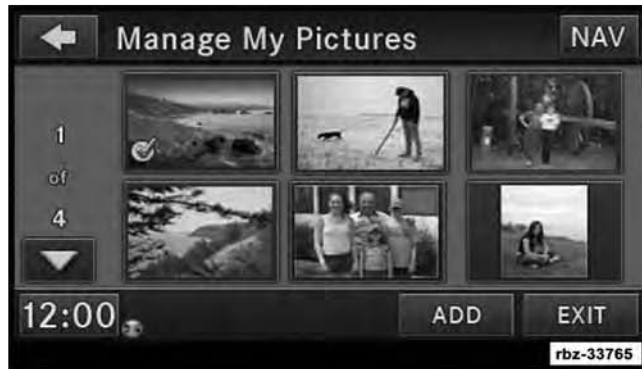 Manage My Pictures
NAV
1
of
4
12:00
ADD
EXIT
rbz-33765